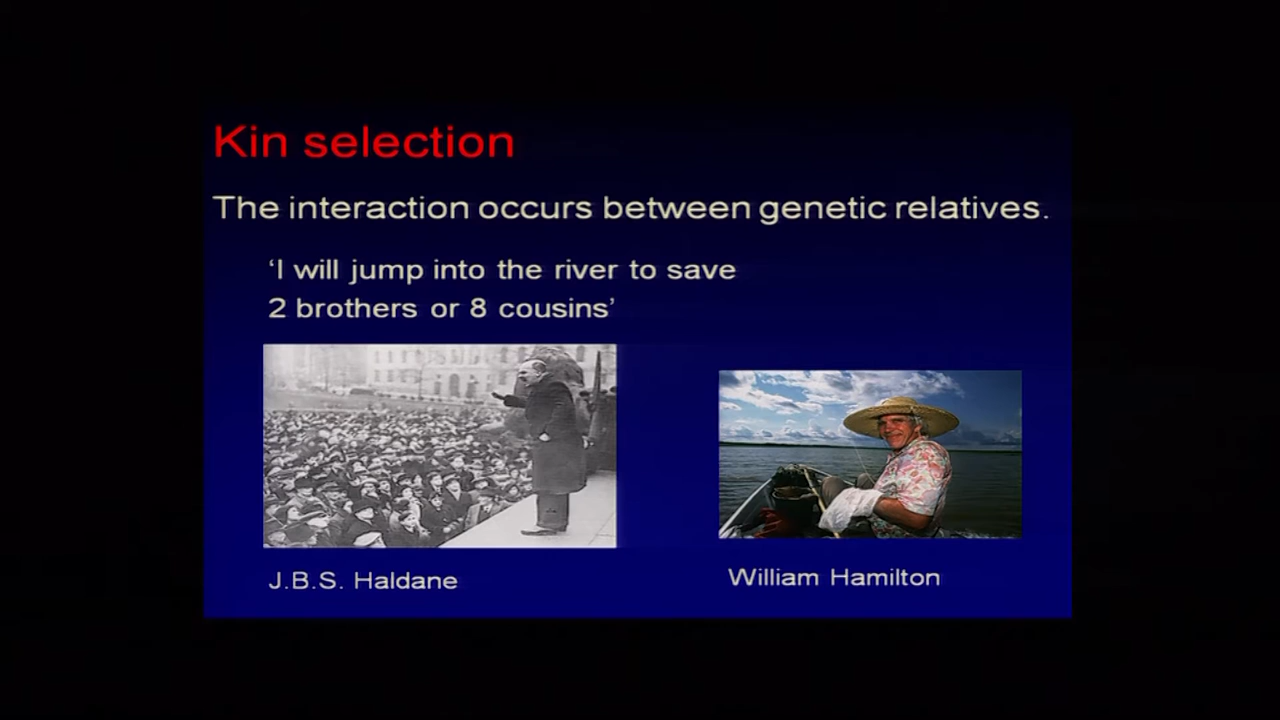 Kin selection
The interaction occurs between genetic relatives.
‘I will jump into the river to save
2 brothers or 8 cousins’
J.B.S. Haldane
William Hamilton